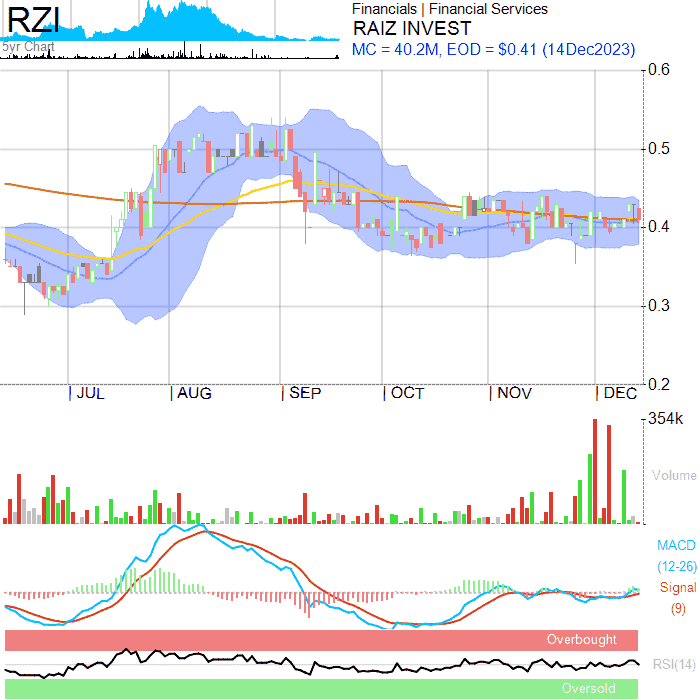 RZI
5yr Chart
Financials | Financial Services
RAIZ INVEST
MC = 40.2M, EOD = $0.41 (14Dec2023)
0.6
0.5
0.4
0.3
0.2
| JUL | AUG | SEP | OCT | NOV | DEC
354k
Volume
MACD
(12-26)
Signal
(9)
Overbought
RSI(14)
Oversold